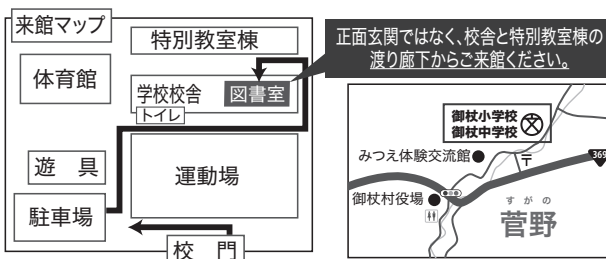 来館マップ
特別教室棟
体育館
学校校舎
図書室
トイレ
遊 具
運動場
駐車場
校 門
正面玄関ではなく、校舎と特別教室棟の
渡り廊下からご来館ください。
御杖小学校
御杖中学校
みつえ体験交流館
〒
369
御杖村役場
すがの
菅野